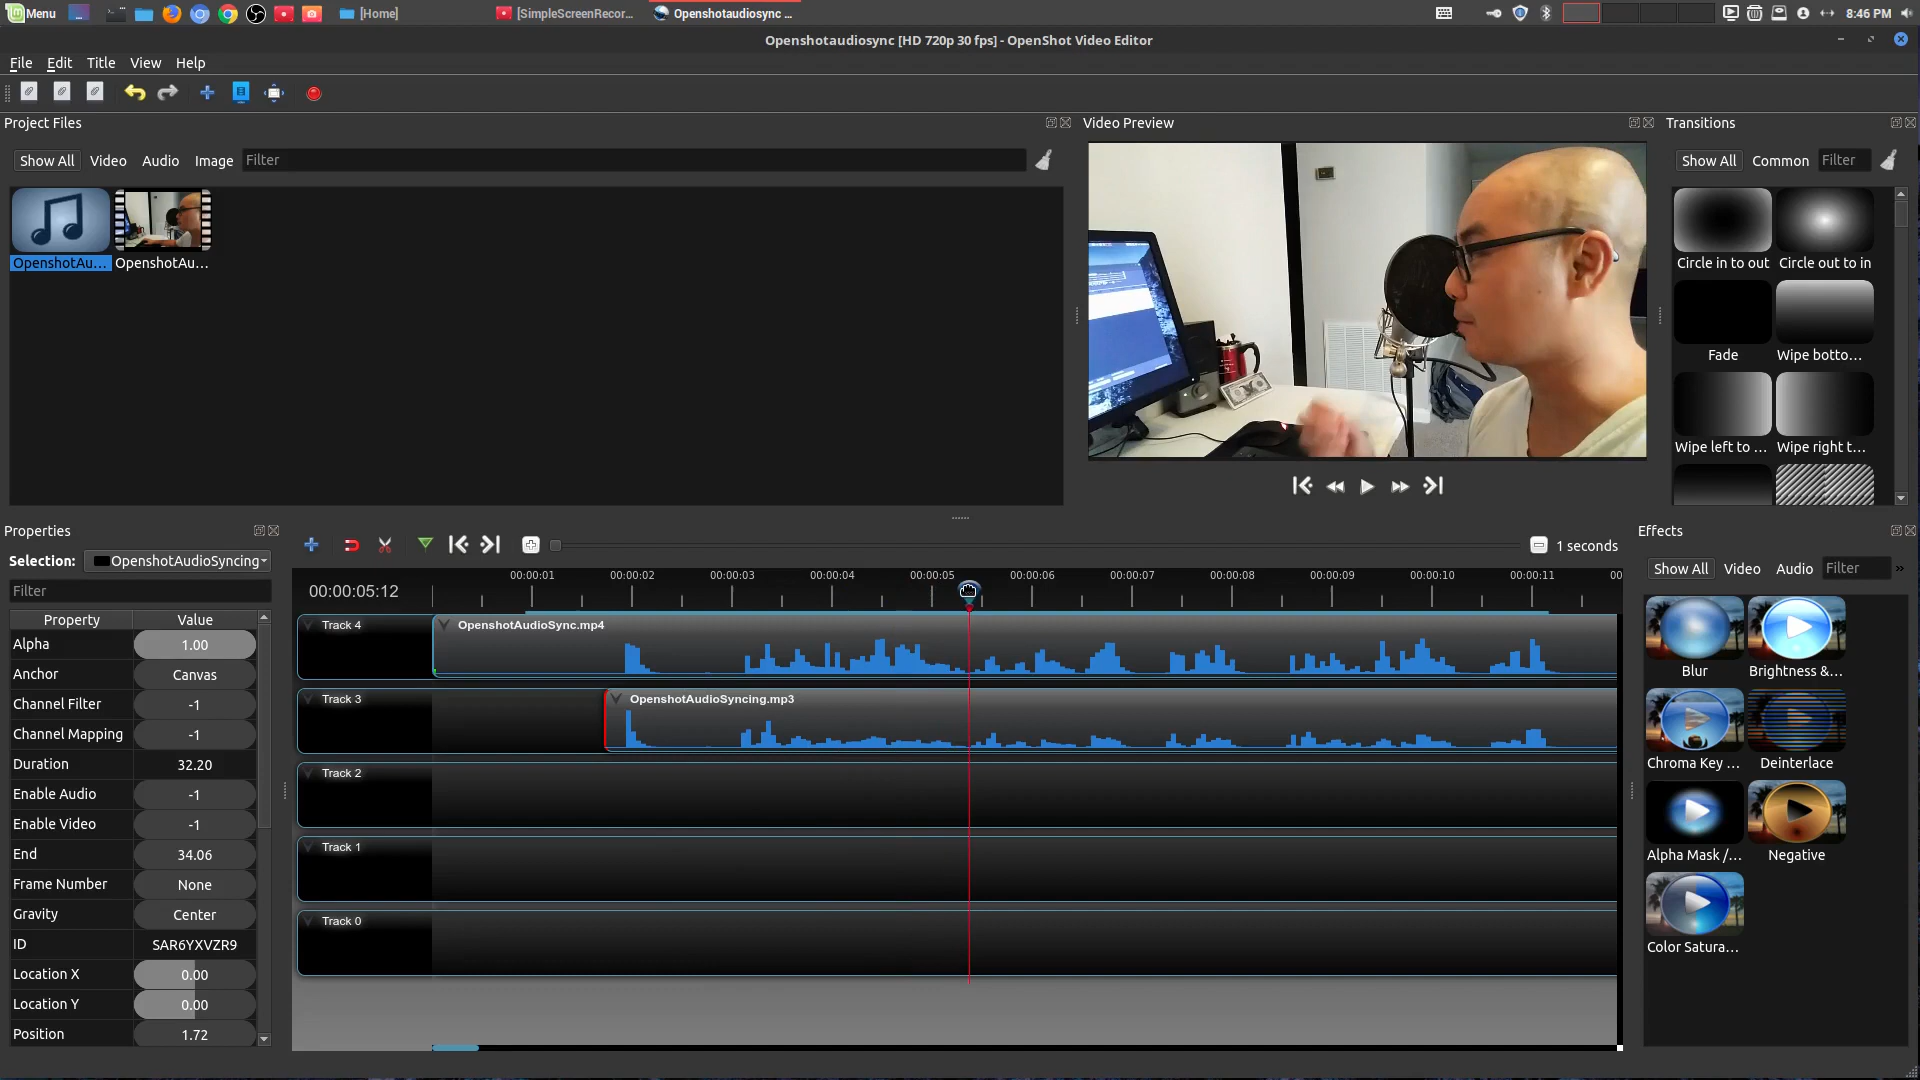 Menu
[Home]
[SimpleScreenRecor...
Openshotaudiosync ...
8:46 PM
Openshotaudiosync [HD 720p 30 fps] - OpenShot Video Editor
File Edit Title View Help
Project Files
Show All Video Audio Image Filter
OpenshotAu... OpenshotAu...
Video Preview
Transitions
Show All Common Filter
Circle in to out Circle out to in
Fade Wipe botto...
Wipe left to ... Wipe right t...
Properties
Selection: OpenshotAudioSyncing
Filter
Property Value
Alpha 1.00
Anchor Canvas
Channel Filter -1
Channel Mapping -1
Duration 32.20
Enable Audio -1
Enable Video -1
End 34.06
Frame Number None
Gravity Center
ID SAR6YXVZR9
Location X 0.00
Location Y 0.00
Position 1.72
1 seconds
00:00:05:12
00:00:01 00:00:02 00:00:03 00:00:04 00:00:05 00:00:06 00:00:07 00:00:08 00:00:09 00:00:10 00:00:11 00
Track 4 OpenshotAudioSync.mp4
Track 3 OpenshotAudioSyncing.mp3
Track 2
Track 1
Track 0
Effects
Show All Video Audio Filter »
Blur Brightness &...
Chroma Key ... Deinterlace
Alpha Mask /... Negative
Color Satura...